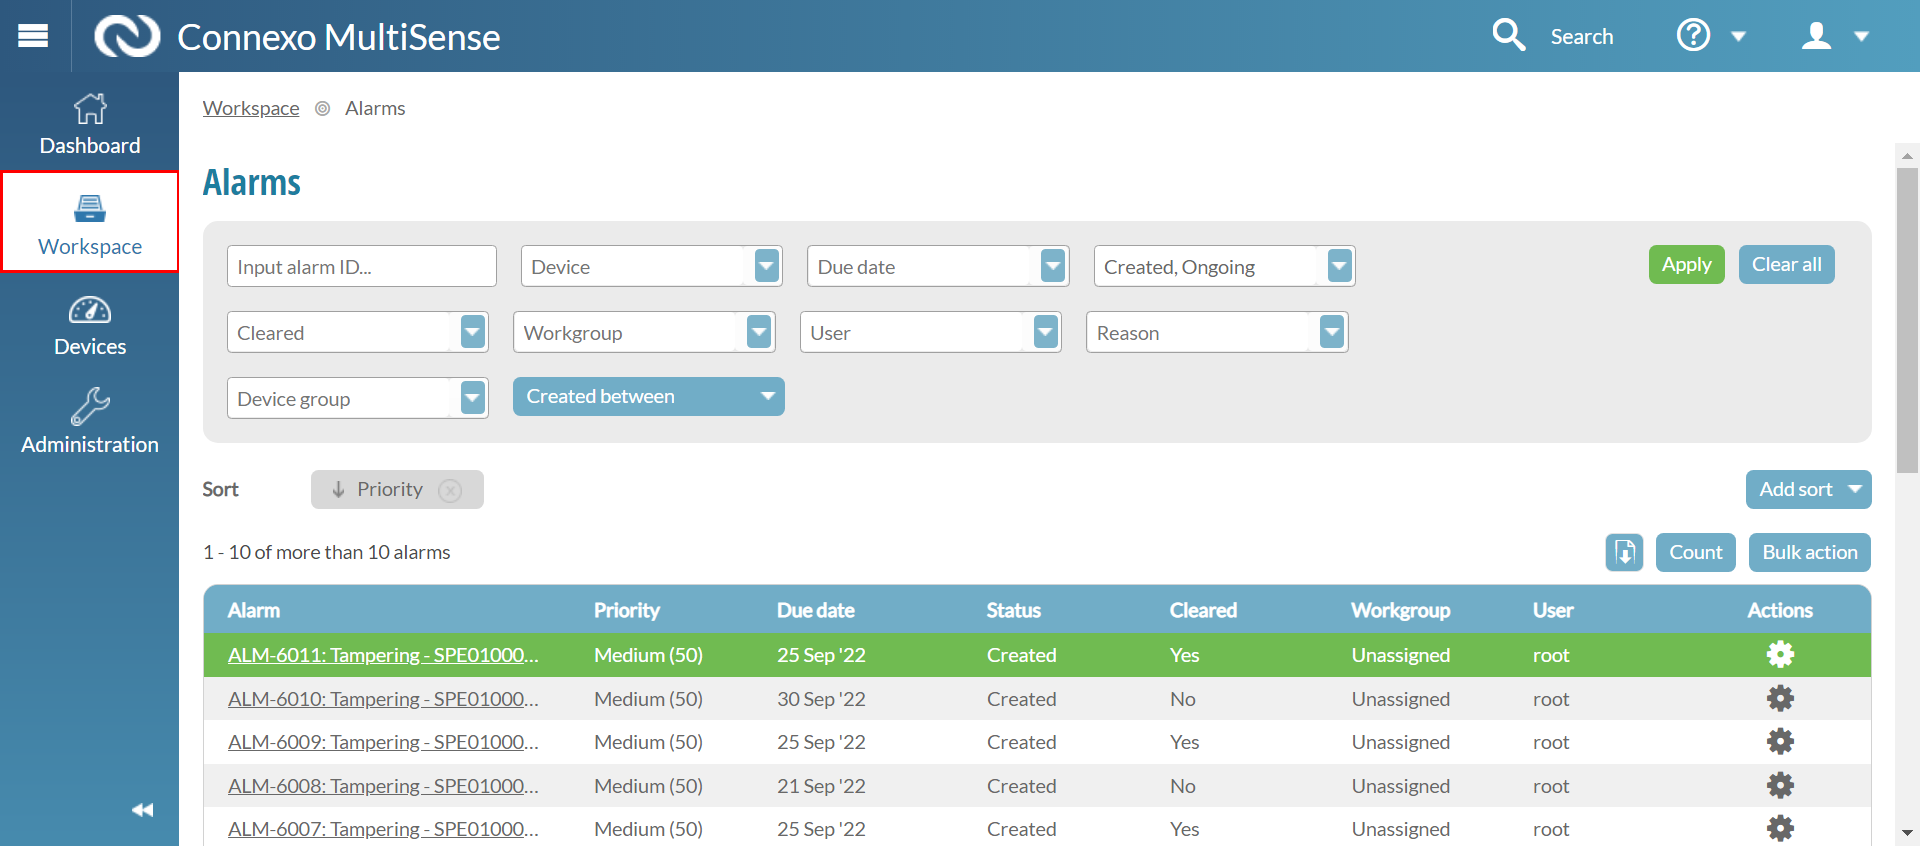 Connexo MultiSense
Search
Dashboard
Workspace
Devices
Administration
Workspace Alarms
Alarms
Input alarm ID... Device Due date Created, Ongoing Apply Clear all
Cleared Workgroup User Reason
Device group Created between
Sort Priority Add sort
1 - 10 of more than 10 alarms Count Bulk action
Alarm Priority Due date Status Cleared Workgroup User Actions
ALM-6011: Tampering - SPE01000... Medium (50) 25 Sep '22 Created Yes Unassigned root
ALM-6010: Tampering - SPE01000... Medium (50) 30 Sep '22 Created No Unassigned root
ALM-6009: Tampering - SPE01000... Medium (50) 25 Sep '22 Created Yes Unassigned root
ALM-6008: Tampering - SPE01000... Medium (50) 21 Sep '22 Created No Unassigned root
ALM-6007: Tampering - SPE01000... Medium (50) 25 Sep '22 Created Yes Unassigned root